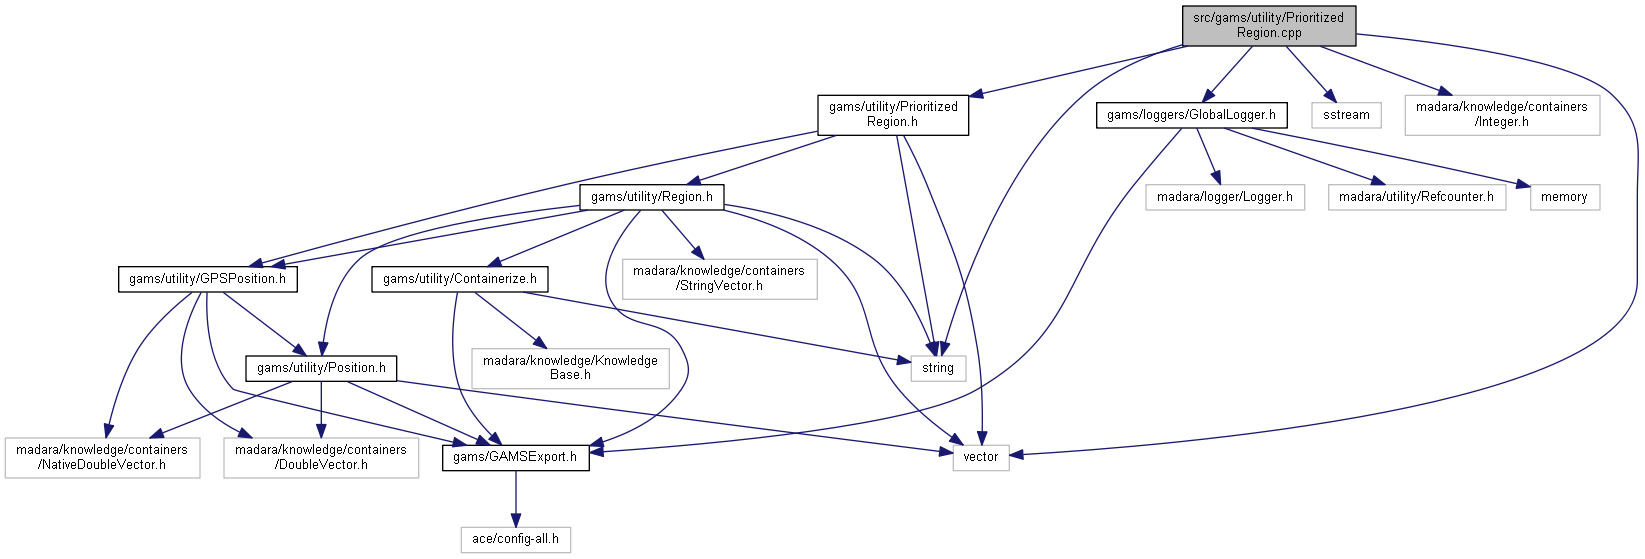 src/gams/utility/Prioritized
Region.cpp
gams/utility/Prioritized
Region.h
gams/loggers/GlobalLogger.h
sstream
madara/knowledge/containers
/Integer.h
gams/utility/Region.h
madara/logger/Logger.h
madara/utility/Refcounter.h
memory
gams/utility/GPSPosition.h
gams/utility/Containerize.h
madara/knowledge/containers
/StringVector.h
gams/utility/Position.h
madara/knowledge/Knowledge
Base.h
string
madara/knowledge/containers
/NativeDoubleVector.h
madara/knowledge/containers
/DoubleVector.h
gams/GAMSExport.h
vector
ace/config-all.h